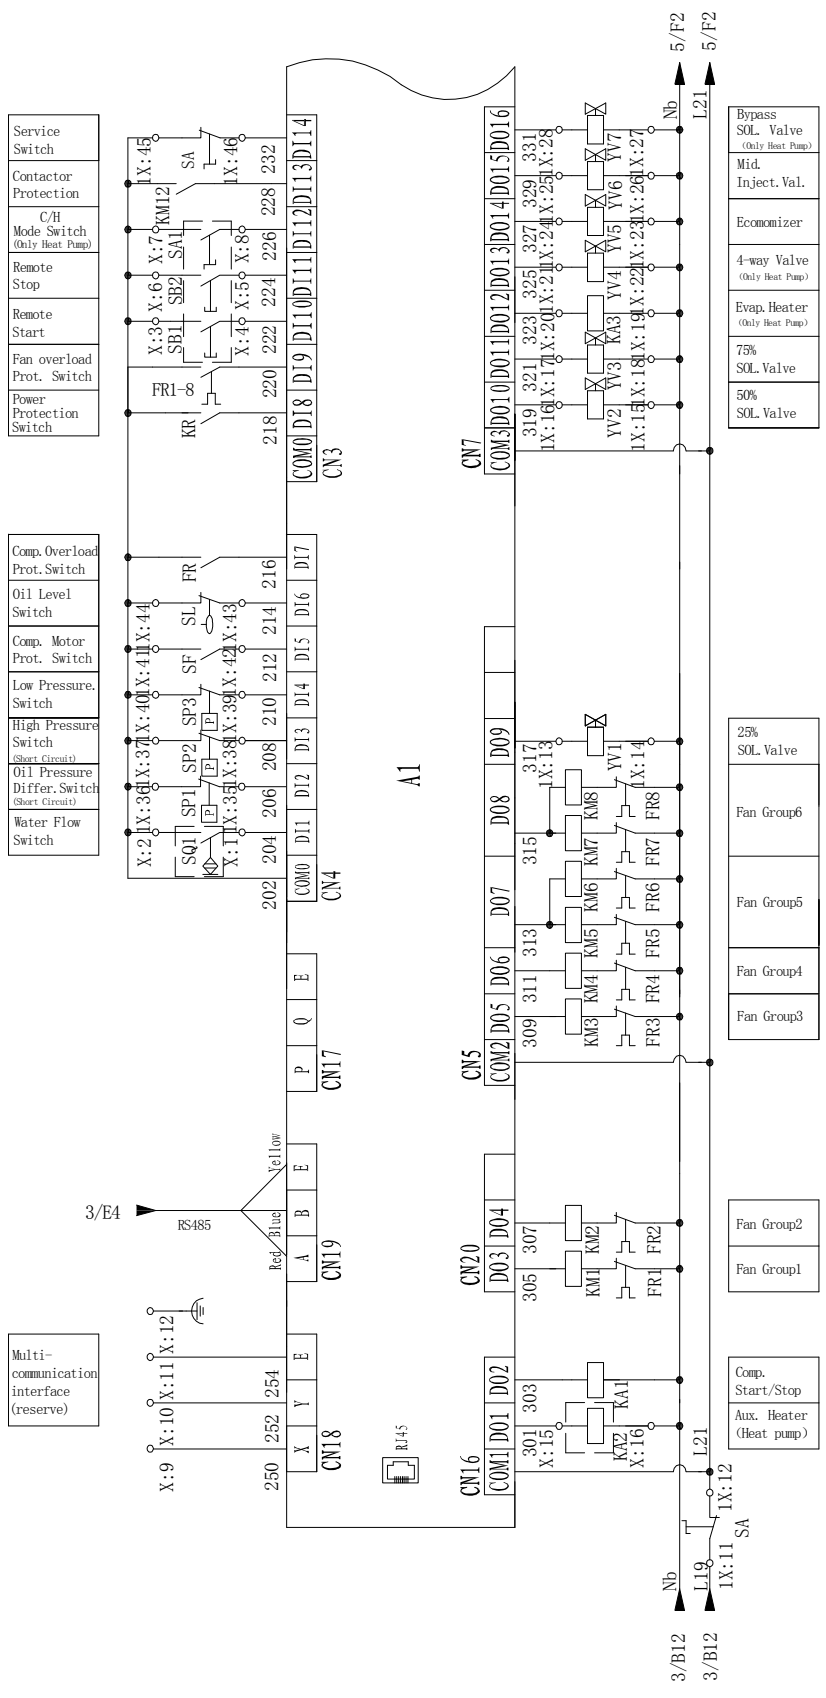 5/F2
5/F2
Nb
L21
Service
Switch
Contactor
Protection
C/H
Mode Switch
(Only Heat Pump)
Remote
Stop
Remote
Start
Fan overload
Prot. Switch
Power
Protection
Switch
1X:45
SA
1X:46
232
DI14
KM12
228
DI13
X:7
SA1
X:8
226
DI12
X:6
SB2
X:5
224
DI11
X:3
SB1
X:4
222
DI10
FR1-8
220
DI9
KR
218
DI8
COM0
CN3
Comp. Overload
Prot. Switch
Oil Level
Switch
Comp. Motor
Prot. Switch
Low Pressure.
Switch
High Pressure
Switch
(Short Circuit)
Oil Pressure
Differ. Switch
(Short Circuit)
Water Flow
Switch
FR
216
DI7
1X:44
SL
1X:43
214
DI6
1X:41
SF
1X:42
212
DI5
1X:40
SP3
P
1X:39
210
DI4
1X:37
SP2
P
1X:38
208
DI3
1X:36
SP1
P
1X:35
206
DI2
X:2
SQ1
X:1
204
DI1
202
COM0
CN4
E
Q
P
CN17
3/E4
RS485
Yellow
Blue
Red
E
B
A
CN19
Multi-
communication
interface
(reserve)
X:12
X:11
254
E
X:10
252
Y
X:9
250
X
CN18
A1
RJ45
DO16
331
1X:28
YV7
1X:27
Bypass
SOL. Valve
(Only Heat Pump)
DO15
329
1X:25
YV6
1X:26
Mid.
Inject. Val.
DO14
327
1X:24
YV5
1X:23
Ecomomizer
DO13
325
1X:21
YV4
1X:22
4-way Valve
(Only Heat Pump)
DO12
323
1X:20
KA3
1X:19
Evap. Heater
(Only Heat Pump)
DO11
321
1X:17
YV3
1X:18
75%
SOL. Valve
DO10
319
1X:16
YV2
1X:15
50%
SOL. Valve
COM3
CN7
DO9
317
1X:13
YV1
1X:14
25%
SOL. Valve
DO8
315
KM8
FR8
KM7
FR7
Fan Group6
DO7
313
KM6
FR6
KM5
FR5
Fan Group5
DO6
311
KM4
FR4
Fan Group4
DO5
309
KM3
FR3
Fan Group3
COM2
CN5
DO4
307
KM2
FR2
Fan Group2
DO3
305
KM1
FR1
Fan Group1
CN20
DO2
303
KA1
Comp.
Start/Stop
DO1
301
X:15
KA2
X:16
Aux. Heater
(Heat pump)
COM1
CN16
L21
1X:12
SA
1X:11
Nb
L19
3/B12
3/B12